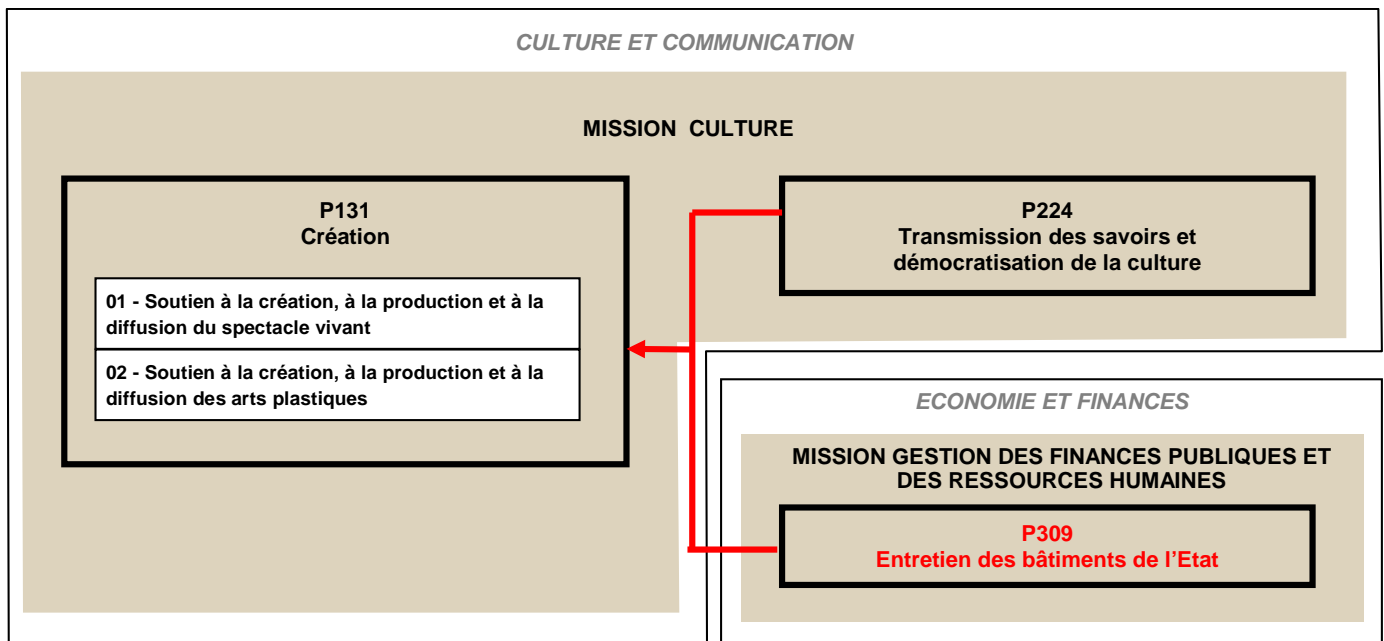 CULTURE ET COMMUNICATION
MISSION CULTURE
P131
Création
01 - Soutien à la création, à la production et à la
diffusion du spectacle vivant
02 - Soutien à la création, à la production et à la
diffusion des arts plastiques
P224
Transmission des savoirs et
démocratisation de la culture
ECONOMIE ET FINANCES
MISSION GESTION DES FINANCES PUBLIQUES ET
DES RESSOURCES HUMAINES
P309
Entretien des bâtiments de l’Etat